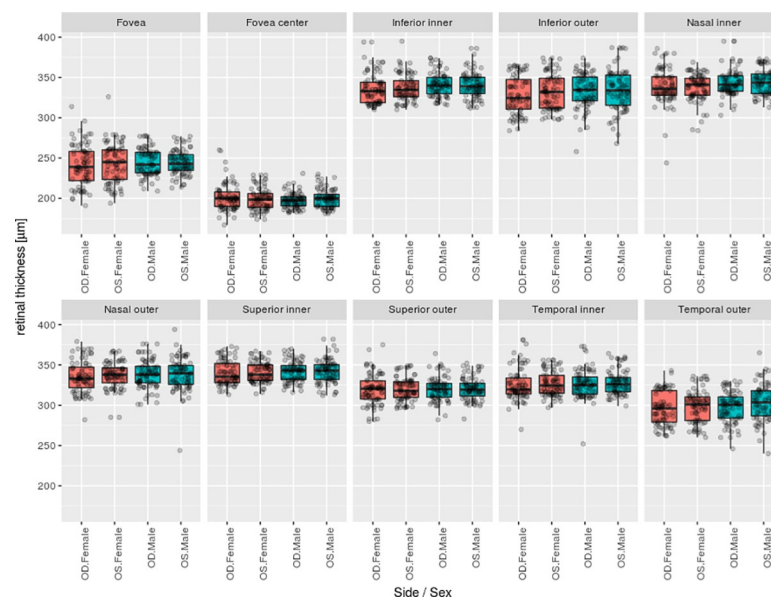 Fovea
Fovea center
Inferior inner
Inferior outer
Nasal inner
400
350
300
250
200
OD.Female
OS.Female
OD.Male
OS.Male
OD.Female
OS.Female
OD.Male
OS.Male
OD.Female
OS.Female
OD.Male
OS.Male
OD.Female
OS.Female
OD.Male
OS.Male
OD.Female
OS.Female
OD.Male
OS.Male
retinal thickness [µm]
Nasal outer
Superior inner
Superior outer
Temporal inner
Temporal outer
400
350
300
250
200
OD.Female
OS.Female
OD.Male
OS.Male
OD.Female
OS.Female
OD.Male
OS.Male
OD.Female
OS.Female
OD.Male
OS.Male
OD.Female
OS.Female
OD.Male
OS.Male
OD.Female
OS.Female
OD.Male
OS.Male
Side / Sex